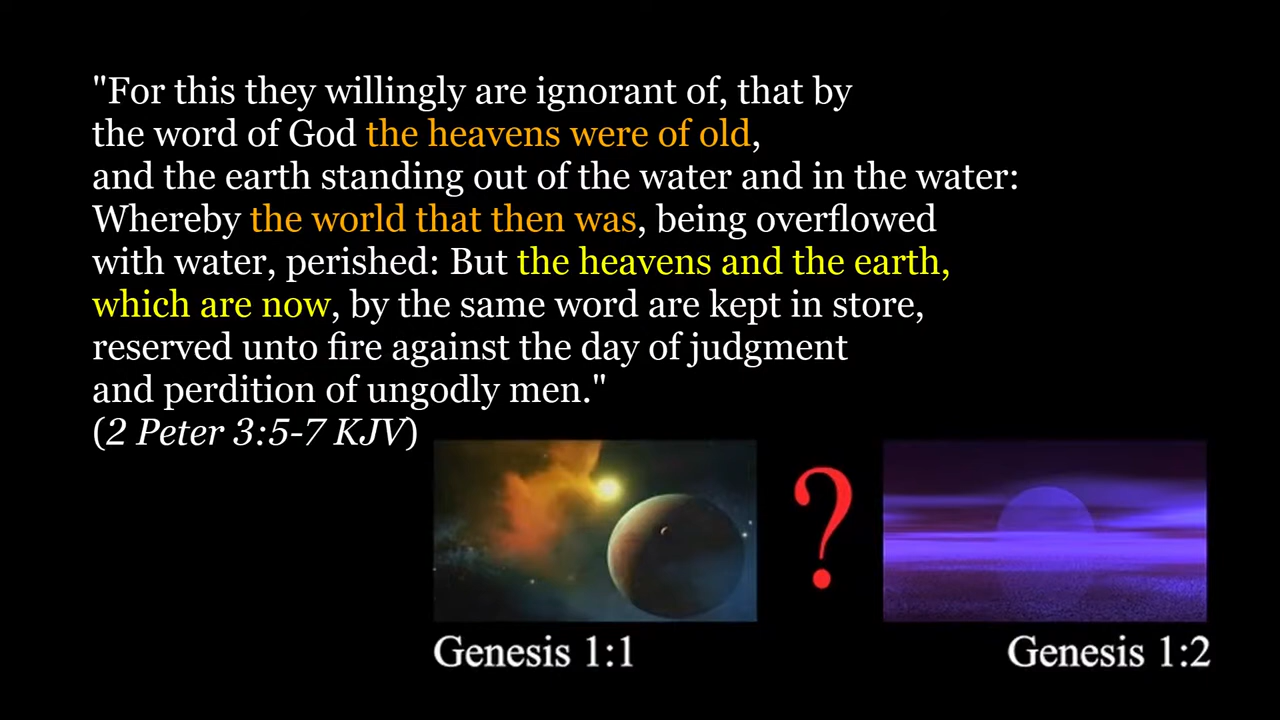 "For this they willingly are ignorant of, that by
the word of God the heavens were of old,
and the earth standing out of the water and in the water:
Whereby the world that then was, being overflowed
with water, perished: But the heavens and the earth,
which are now, by the same word are kept in store,
reserved unto fire against the day of judgment
and perdition of ungodly men."
(2 Peter 3:5-7 KJV)
?
Genesis 1:1
Genesis 1:2